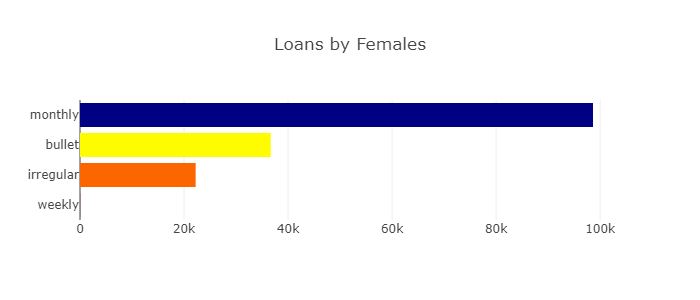 Loans by Females
monthly
bullet
irregular
weekly
0 20k 40k 60k 80k 100k